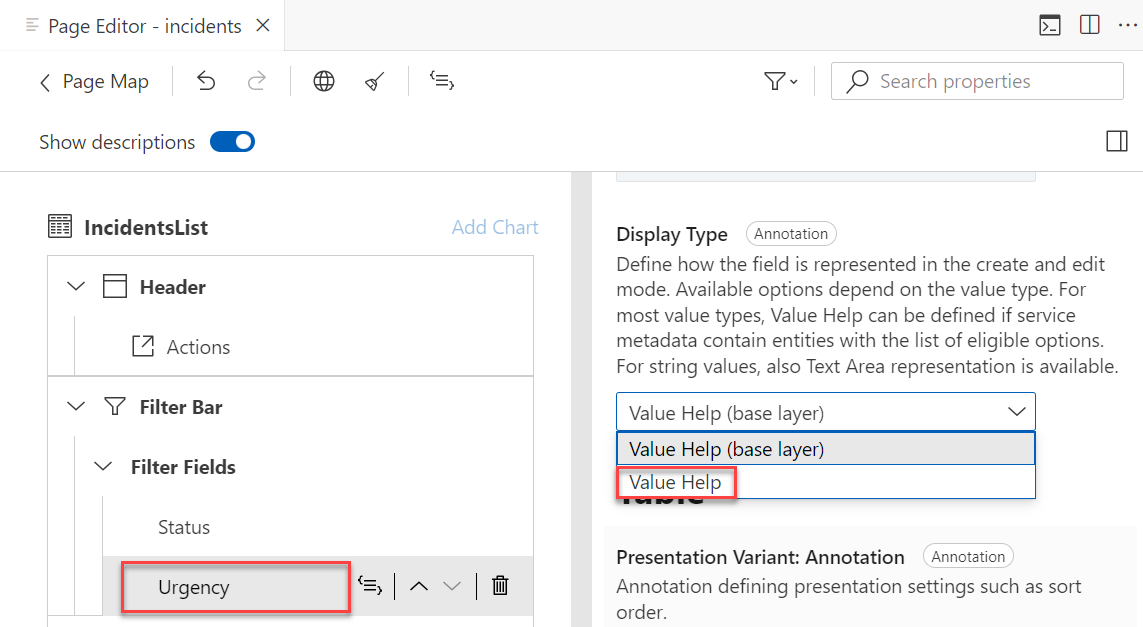 Page Editor - incidents
Page Map
Search properties
Show descriptions
IncidentsList
Add Chart
Header
Actions
Filter Bar
Filter Fields
Status
Urgency
Display Type
Annotation
Define how the field is represented in the create and edit
mode. Available options depend on the value type. For
most value types, Value Help can be defined if service
metadata contain entities with the list of eligible options.
For string values, also Text Area representation is available.
Value Help (base layer)
Value Help (base layer)
Value Help
Table
Presentation Variant: Annotation
Annotation
Annotation defining presentation settings such as sort
order.